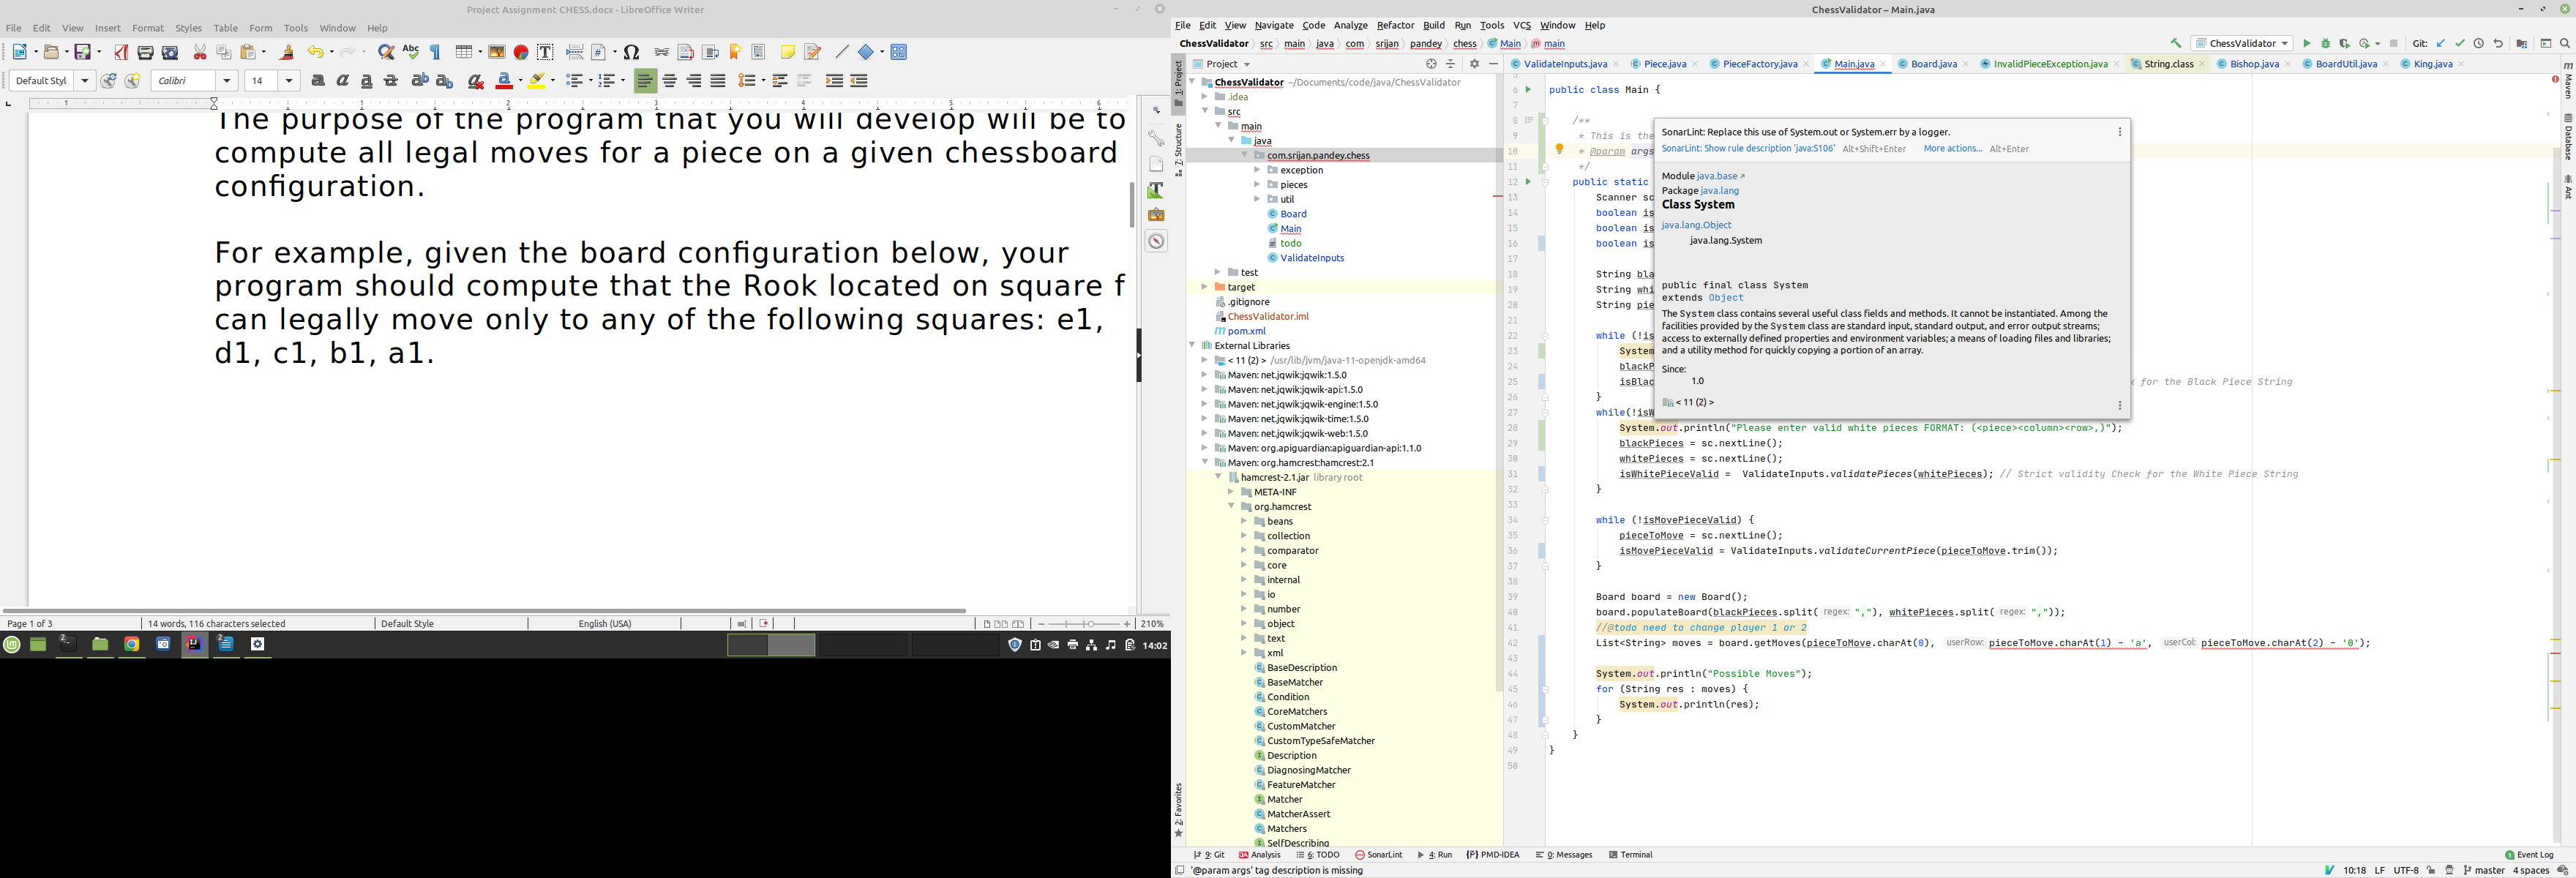 Project Assignment CHESS.docx - LibreOffice Writer
File Edit View Insert Format Styles Table Form Tools Window Help
Default Styl Calibri 14
The purpose of the program that you will develop will be to
compute all legal moves for a piece on a given chessboard
configuration.
For example, given the board configuration below, your
program should compute that the Rook located on square f
can legally move only to any of the following squares: e1,
d1, c1, b1, a1.
Page 1 of 3 14 words, 116 characters selected Default Style English (USA) 210%
14:02
ChessValidator – Main.java
File Edit View Navigate Code Analyze Refactor Build Run Tools VCS Window Help
ChessValidator src main java com srijan pandey chess Main main
ChessValidator Git:
Project
ValidateInputs.java Piece.java PieceFactory.java Main.java Board.java InvalidPieceException.java String.class Bishop.java BoardUtil.java King.java
1: Project
7: Structure
2: Favorites
ChessValidator ~/Documents/code/java/ChessValidator
.idea
src
main
java
com.srijan.pandey.chess
exception
pieces
util
Board
Main
todo
ValidateInputs
test
target
.gitignore
ChessValidator.iml
pom.xml
External Libraries
< 11 (2) > /usr/lib/jvm/java-11-openjdk-amd64
Maven: net.jqwik:jqwik:1.5.0
Maven: net.jqwik:jqwik-api:1.5.0
Maven: net.jqwik:jqwik-engine:1.5.0
Maven: net.jqwik:jqwik-time:1.5.0
Maven: net.jqwik:jqwik-web:1.5.0
Maven: org.apiguardian:apiguardian-api:1.1.0
Maven: org.hamcrest:hamcrest:2.1
hamcrest-2.1.jar library root
META-INF
org.hamcrest
beans
collection
comparator
core
internal
io
number
object
text
xml
BaseDescription
BaseMatcher
Condition
CoreMatchers
CustomMatcher
CustomTypeSafeMatcher
Description
DiagnosingMatcher
FeatureMatcher
Matcher
MatcherAssert
Matchers
SelfDescribing
6 public class Main {
7
8 /**
9 * This is the
10 * @param args
11 */
12 public static
13 Scanner sc
14 boolean is
15 boolean is
16 boolean is
17
18 String bla
19 String whi
20 String pie
21
22 while (!is
23 System
24 blackP
25 isBlac k for the Black Piece String
26 }
27 while(!isW
28 System.out.println("Please enter valid white pieces FORMAT: (<piece><column><row>,)");
29 blackPieces = sc.nextLine();
30 whitePieces = sc.nextLine();
31 isWhitPieceValid = ValidateInputs.validatePieces(whitePieces); // Strict validity Check for the White Piece String
32 }
33
34 while (!isMovePieceValid) {
35 pieceToMove = sc.nextLine();
36 isMovePieceValid = ValidateInputs.validateCurrentPiece(pieceToMove.trim());
37 }
38
39 Board board = new Board();
40 board.populateBoard(blackPieces.split( regex: ","), whitePieces.split( regex: ","));
41 //@todo need to change player 1 or 2
42 List<String> moves = board.getMoves(pieceToMove.charAt(0), userRow: pieceToMove.charAt(1) - 'a', userCol: pieceToMove.charAt(2) - '0');
43
44 System.out.println("Possible Moves");
45 for (String res : moves) {
46 System.out.println(res);
47 }
48 }
49 }
50
SonarLint: Replace this use of System.out or System.err by a logger.
SonarLint: Show rule description 'java:S106' Alt+Shift+Enter More actions... Alt+Enter
Module java.base
Package java.lang
Class System
java.lang.Object
java.lang.System
public final class System
extends Object
The System class contains several useful class fields and methods. It cannot be instantiated. Among the
facilities provided by the System class are standard input, standard output, and error output streams;
access to externally defined properties and environment variables; a means of loading files and libraries;
and a utility method for quickly copying a portion of an array.
Since:
1.0
< 11 (2) >
Maven
Database
Ant
9: Git Analysis 6: TODO SonarLint 4: Run PMD-IDEA 0: Messages Terminal Event Log
'@param args' tag description is missing 10:18 LF UTF-8 master 4 spaces